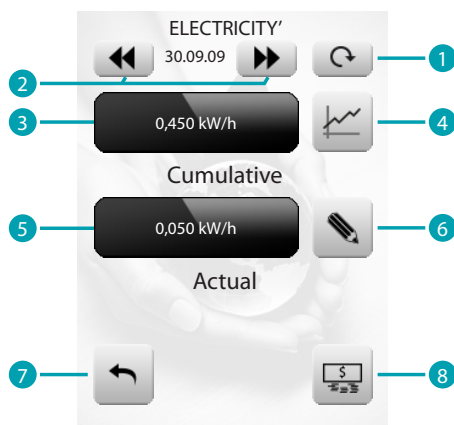 ELECTRICITY’
30.09.09
1
2
3
0,450 kW/h
4
Cumulative
5
0,050 kW/h
6
Actual
7
$
8